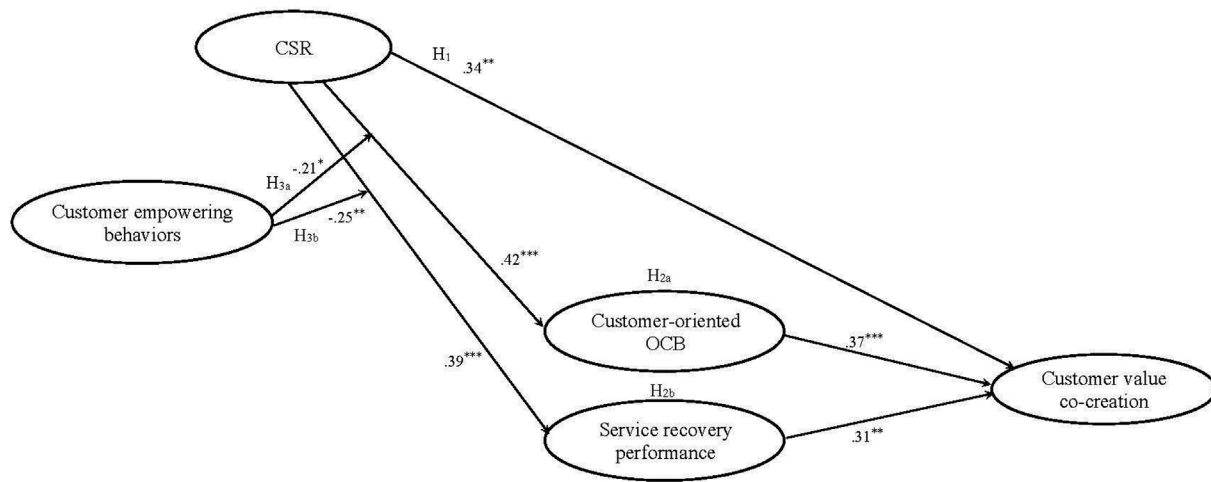 CSR
H1
.34**
-.21*
H3a
Customer empowering
behaviors
-.25**
H3b
.42***
H2a
Customer-oriented
OCB
.37***
.39***
H2b
Customer value
co-creation
Service recovery
performance
.31**